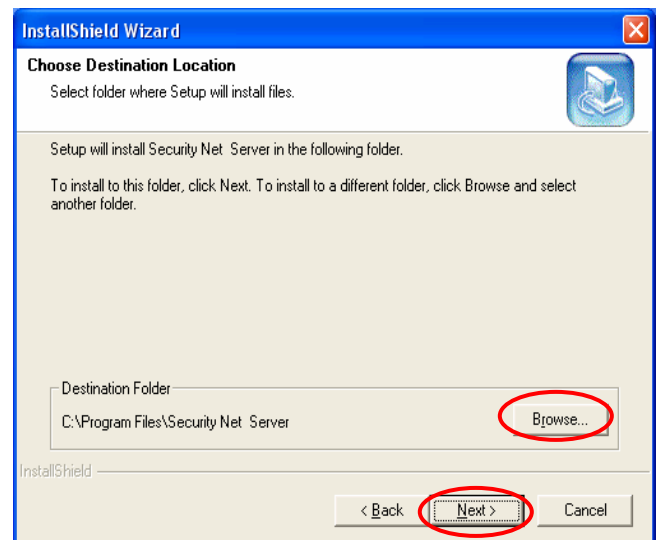 InstallShield Wizard
Choose Destination Location
Select folder where Setup will install files.
Setup will install Security Net  Server in the following folder.
To install to this folder, click Next. To install to a different folder, click Browse and select
another folder.
Destination Folder
C:\Program Files\Security Net  Server
Browse...
InstallShield
< Back
Next >
Cancel